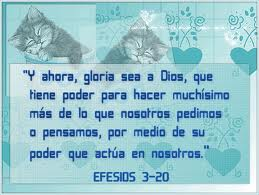 "Y ahora, gloria sea a Dios, que
tiene poder para hacer muchísimo
más de lo que nosotros pedimos
o pensamos, por medio de su
poder que actúa en nosotros."
EFESIOS 3-20